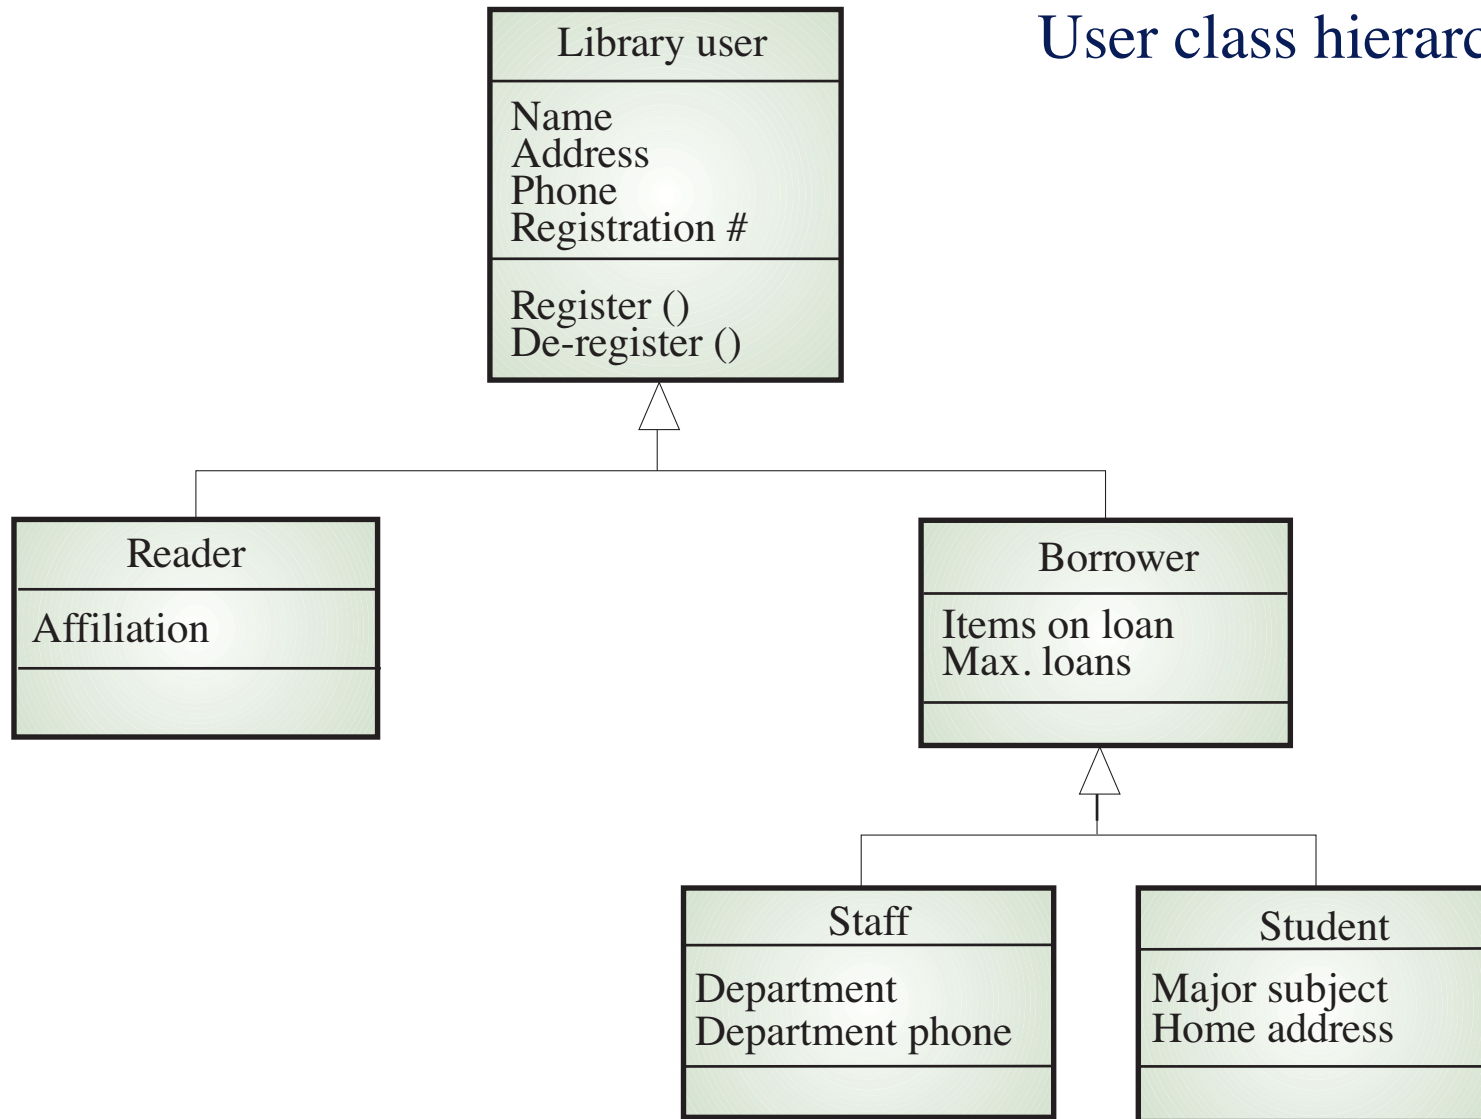 User class hierarc
Library user
Name
Address
Phone
Registration #
Register ()
De-register ()
Reader
Affiliation
Borrower
Items on loan
Max. loans
Staff
Department
Department phone
Student
Major subject
Home address